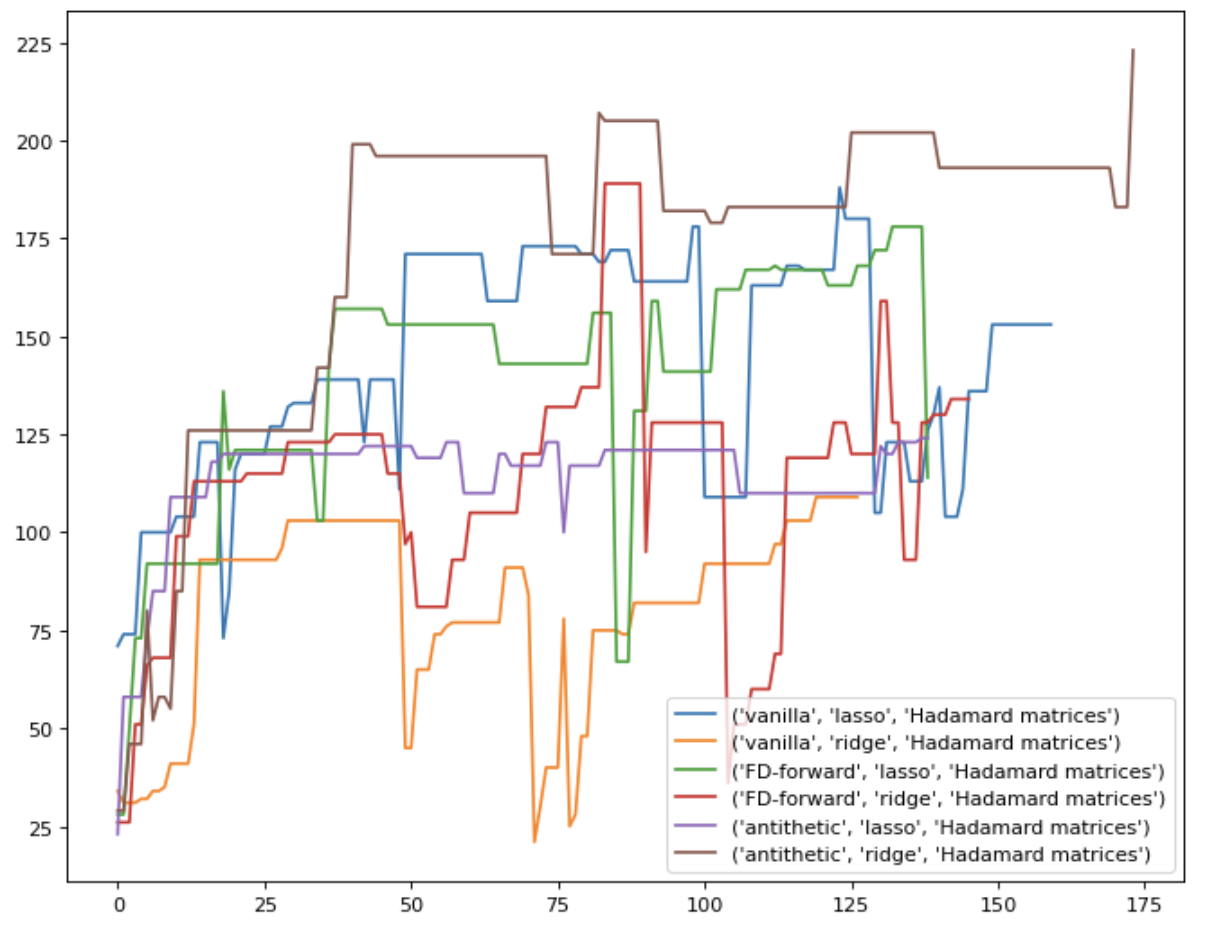 225
200
175
150
125
100
75
50
25
0 25 50 75 100 125 150 175
('vanilla', 'lasso', 'Hadamard matrices')
('vanilla', 'ridge', 'Hadamard matrices')
('FD-forward', 'lasso', 'Hadamard matrices')
('FD-forward', 'ridge', 'Hadamard matrices')
('antithetic', 'lasso', 'Hadamard matrices')
('antithetic', 'ridge', 'Hadamard matrices')